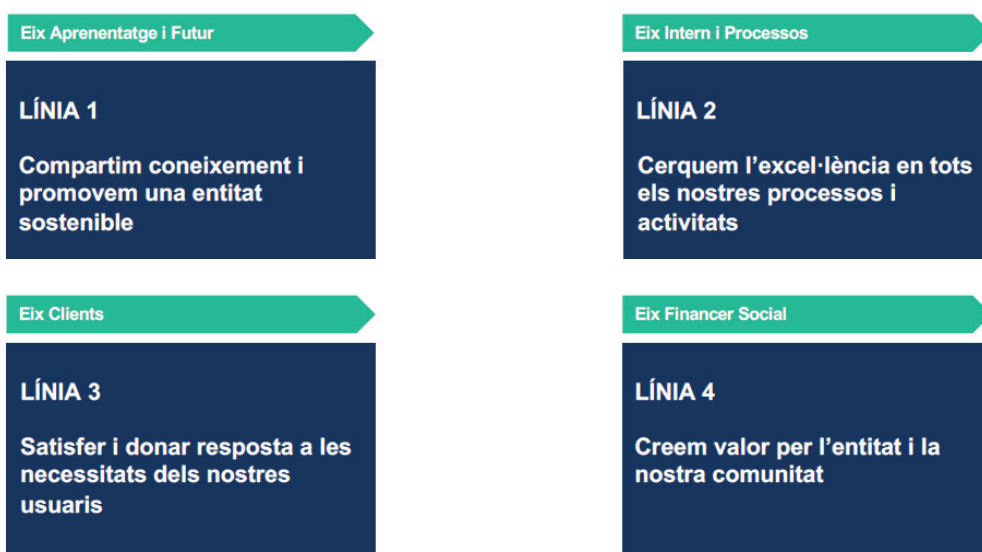 Eix Aprenentatge i Futur
LÍNIA 1
Compartim coneixement i
promovem una entitat
sostenible
Eix Intern i Processos
LÍNIA 2
Cerquem l’excel·lència en tots
els nostres processos i
activitats
Eix Clients
LÍNIA 3
Satisfer i donar resposta a les
necessitats dels nostres
usuaris
Eix Financer Social
LÍNIA 4
Creem valor per l’entitat i la
nostra comunitat